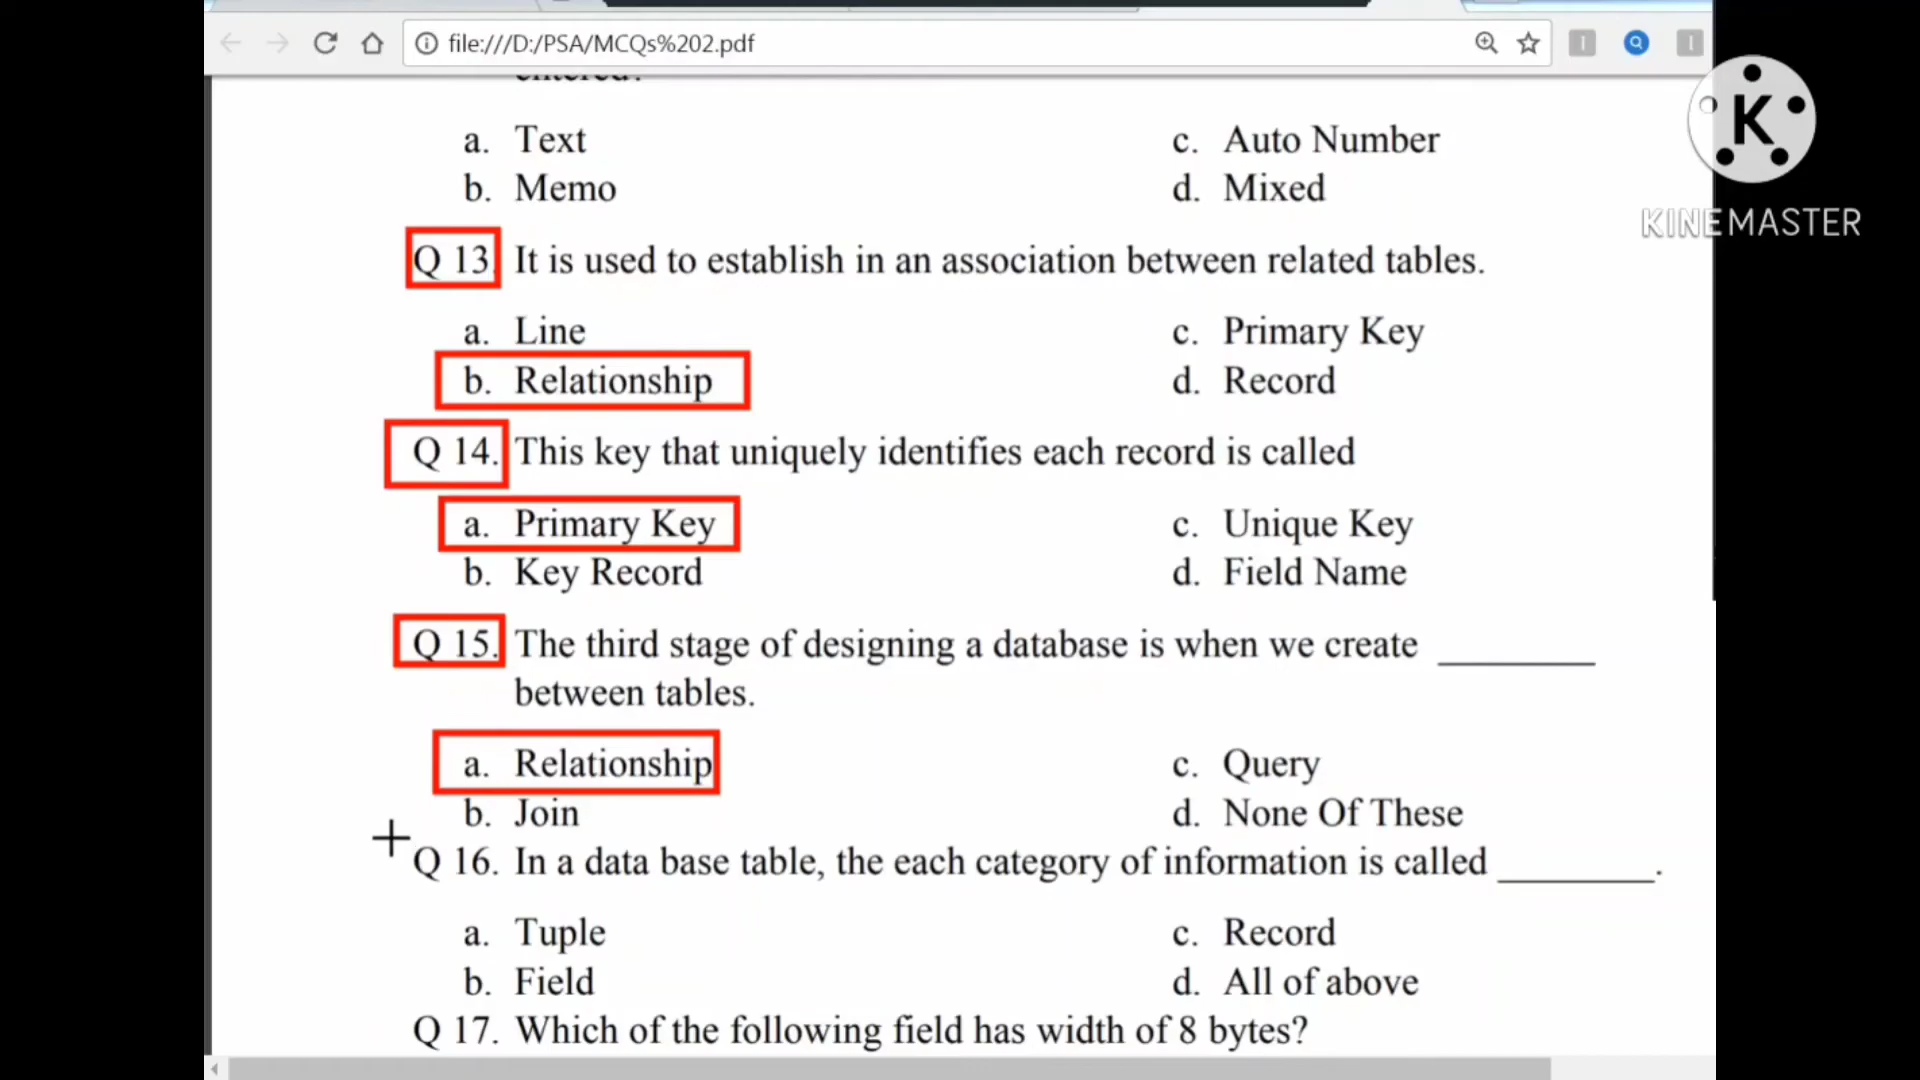 file:///D:/PSA/MCQs%202.pdf
entered?
a. Text c. Auto Number
b. Memo d. Mixed
K
KINEMASTER
Q 13. It is used to establish in an association between related tables.
a. Line c. Primary Key
b. Relationship d. Record
Q 14. This key that uniquely identifies each record is called
a. Primary Key c. Unique Key
b. Key Record d. Field Name
Q 15. The third stage of designing a database is when we create ________
between tables.
a. Relationship c. Query
b. Join d. None Of These
Q 16. In a data base table, the each category of information is called ________.
a. Tuple c. Record
b. Field d. All of above
Q 17. Which of the following field has width of 8 bytes?